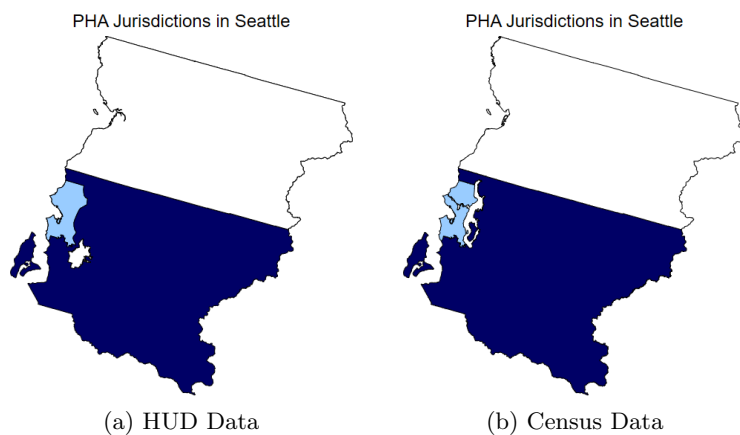 PHA Jurisdictions in Seattle
PHA Jurisdictions in Seattle
(a) HUD Data
(b) Census Data